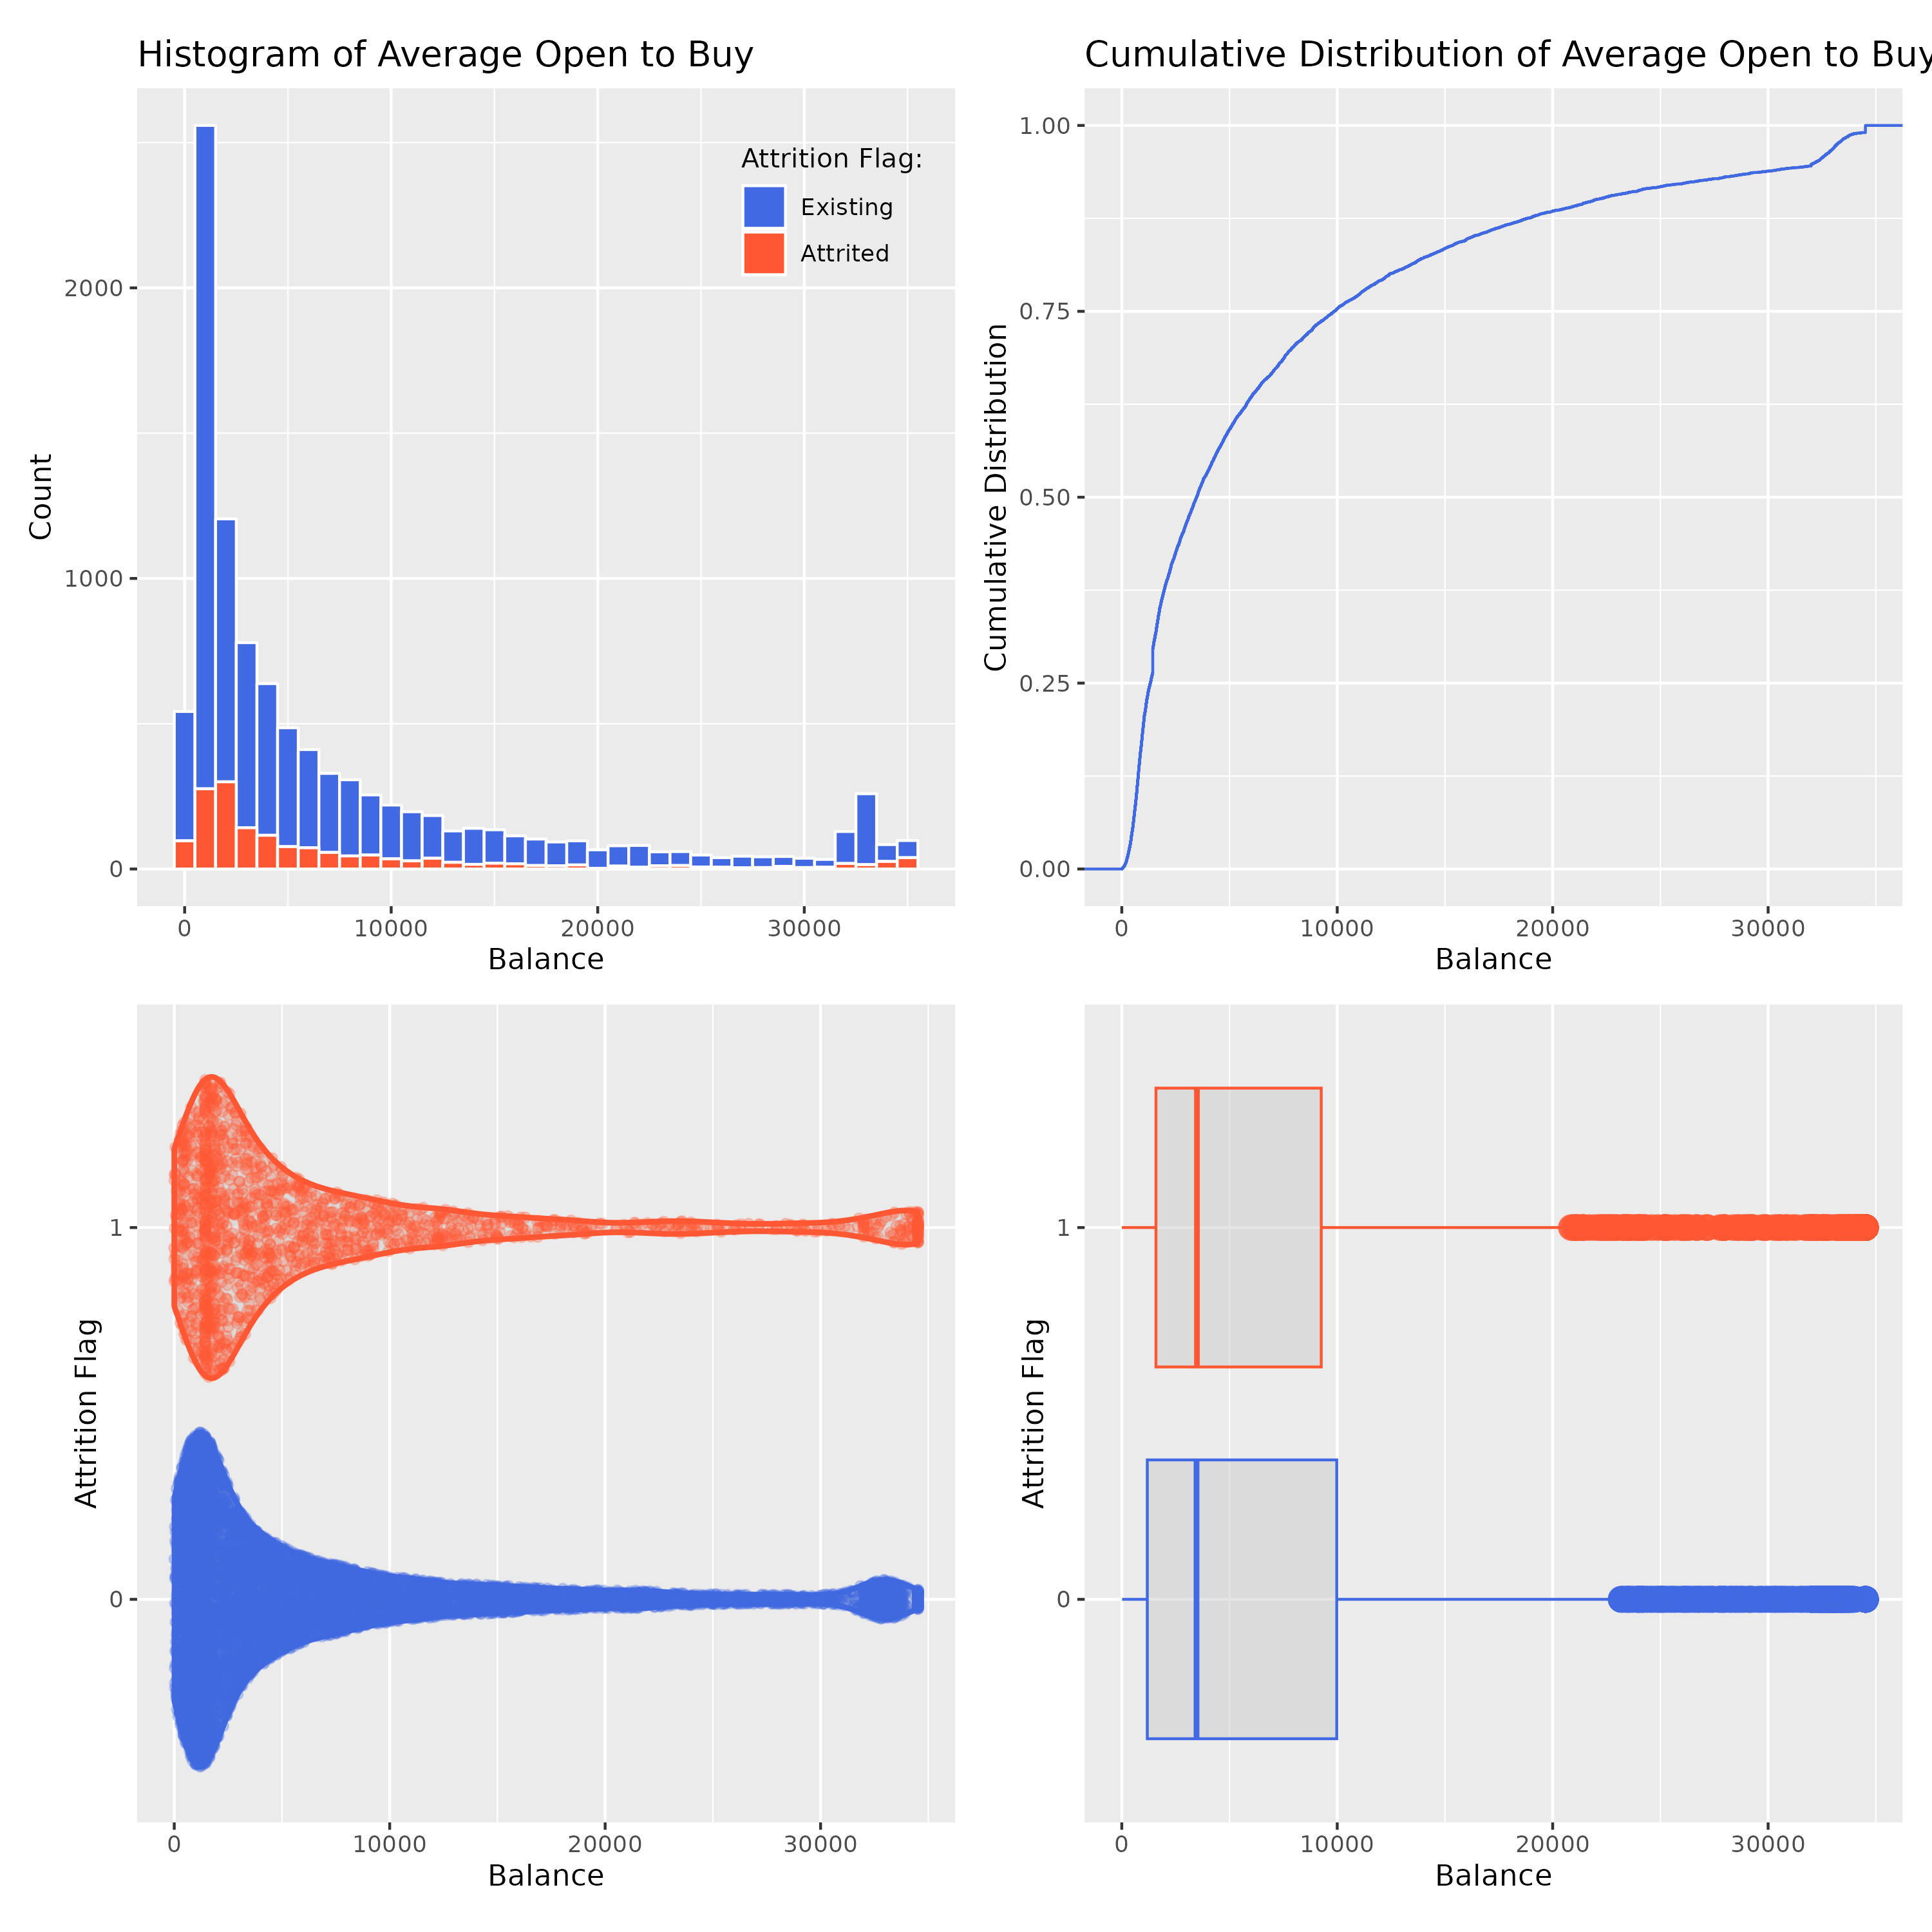 Histogram of Average Open to Buy
Count
2000
1000
0
Attrition Flag:
Existing
Attrited
0 10000 20000 30000
Balance
Cumulative Distribution of Average Open to Buy
Cumulative Distribution
1.00
0.75
0.50
0.25
0.00
0 10000 20000 30000
Balance
Attrition Flag
1
0
0 10000 20000 30000
Balance
Attrition Flag
1
0
0 10000 20000 30000
Balance